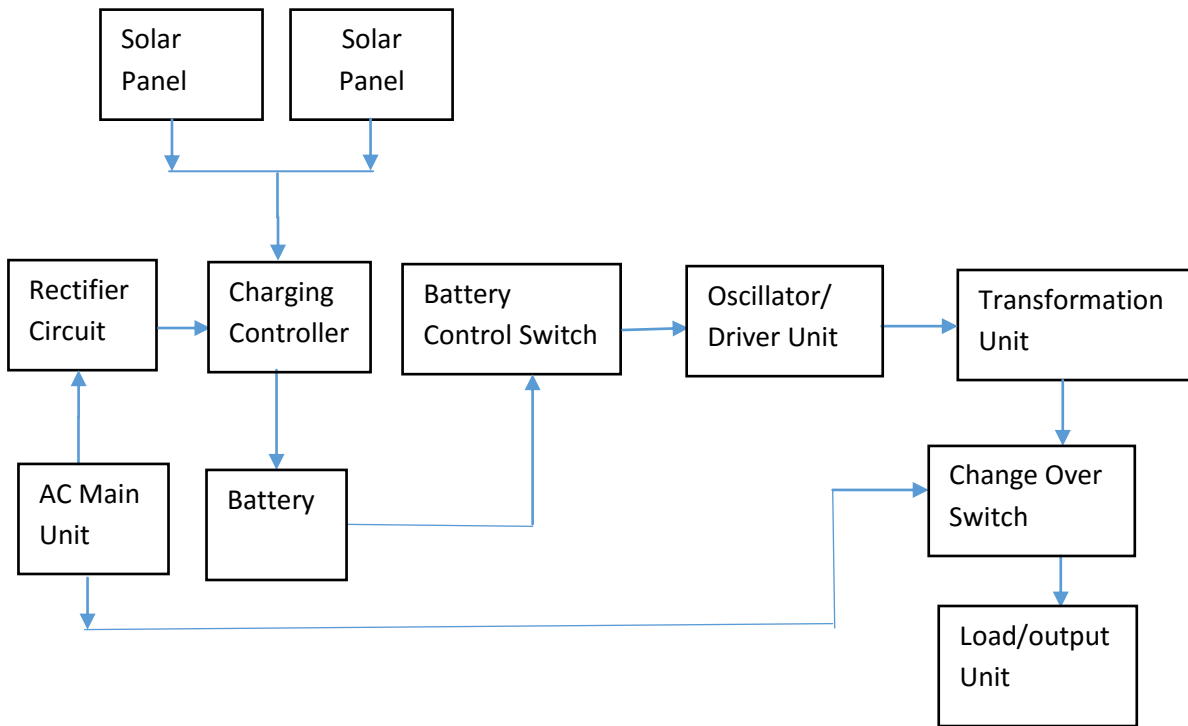 Solar
Panel
Solar
Panel
Rectifier
Circuit
Charging
Controller
Battery
Control Switch
Oscillator/
Driver Unit
Transformation
Unit
AC Main
Unit
Battery
Change Over
Switch
Load/output
Unit